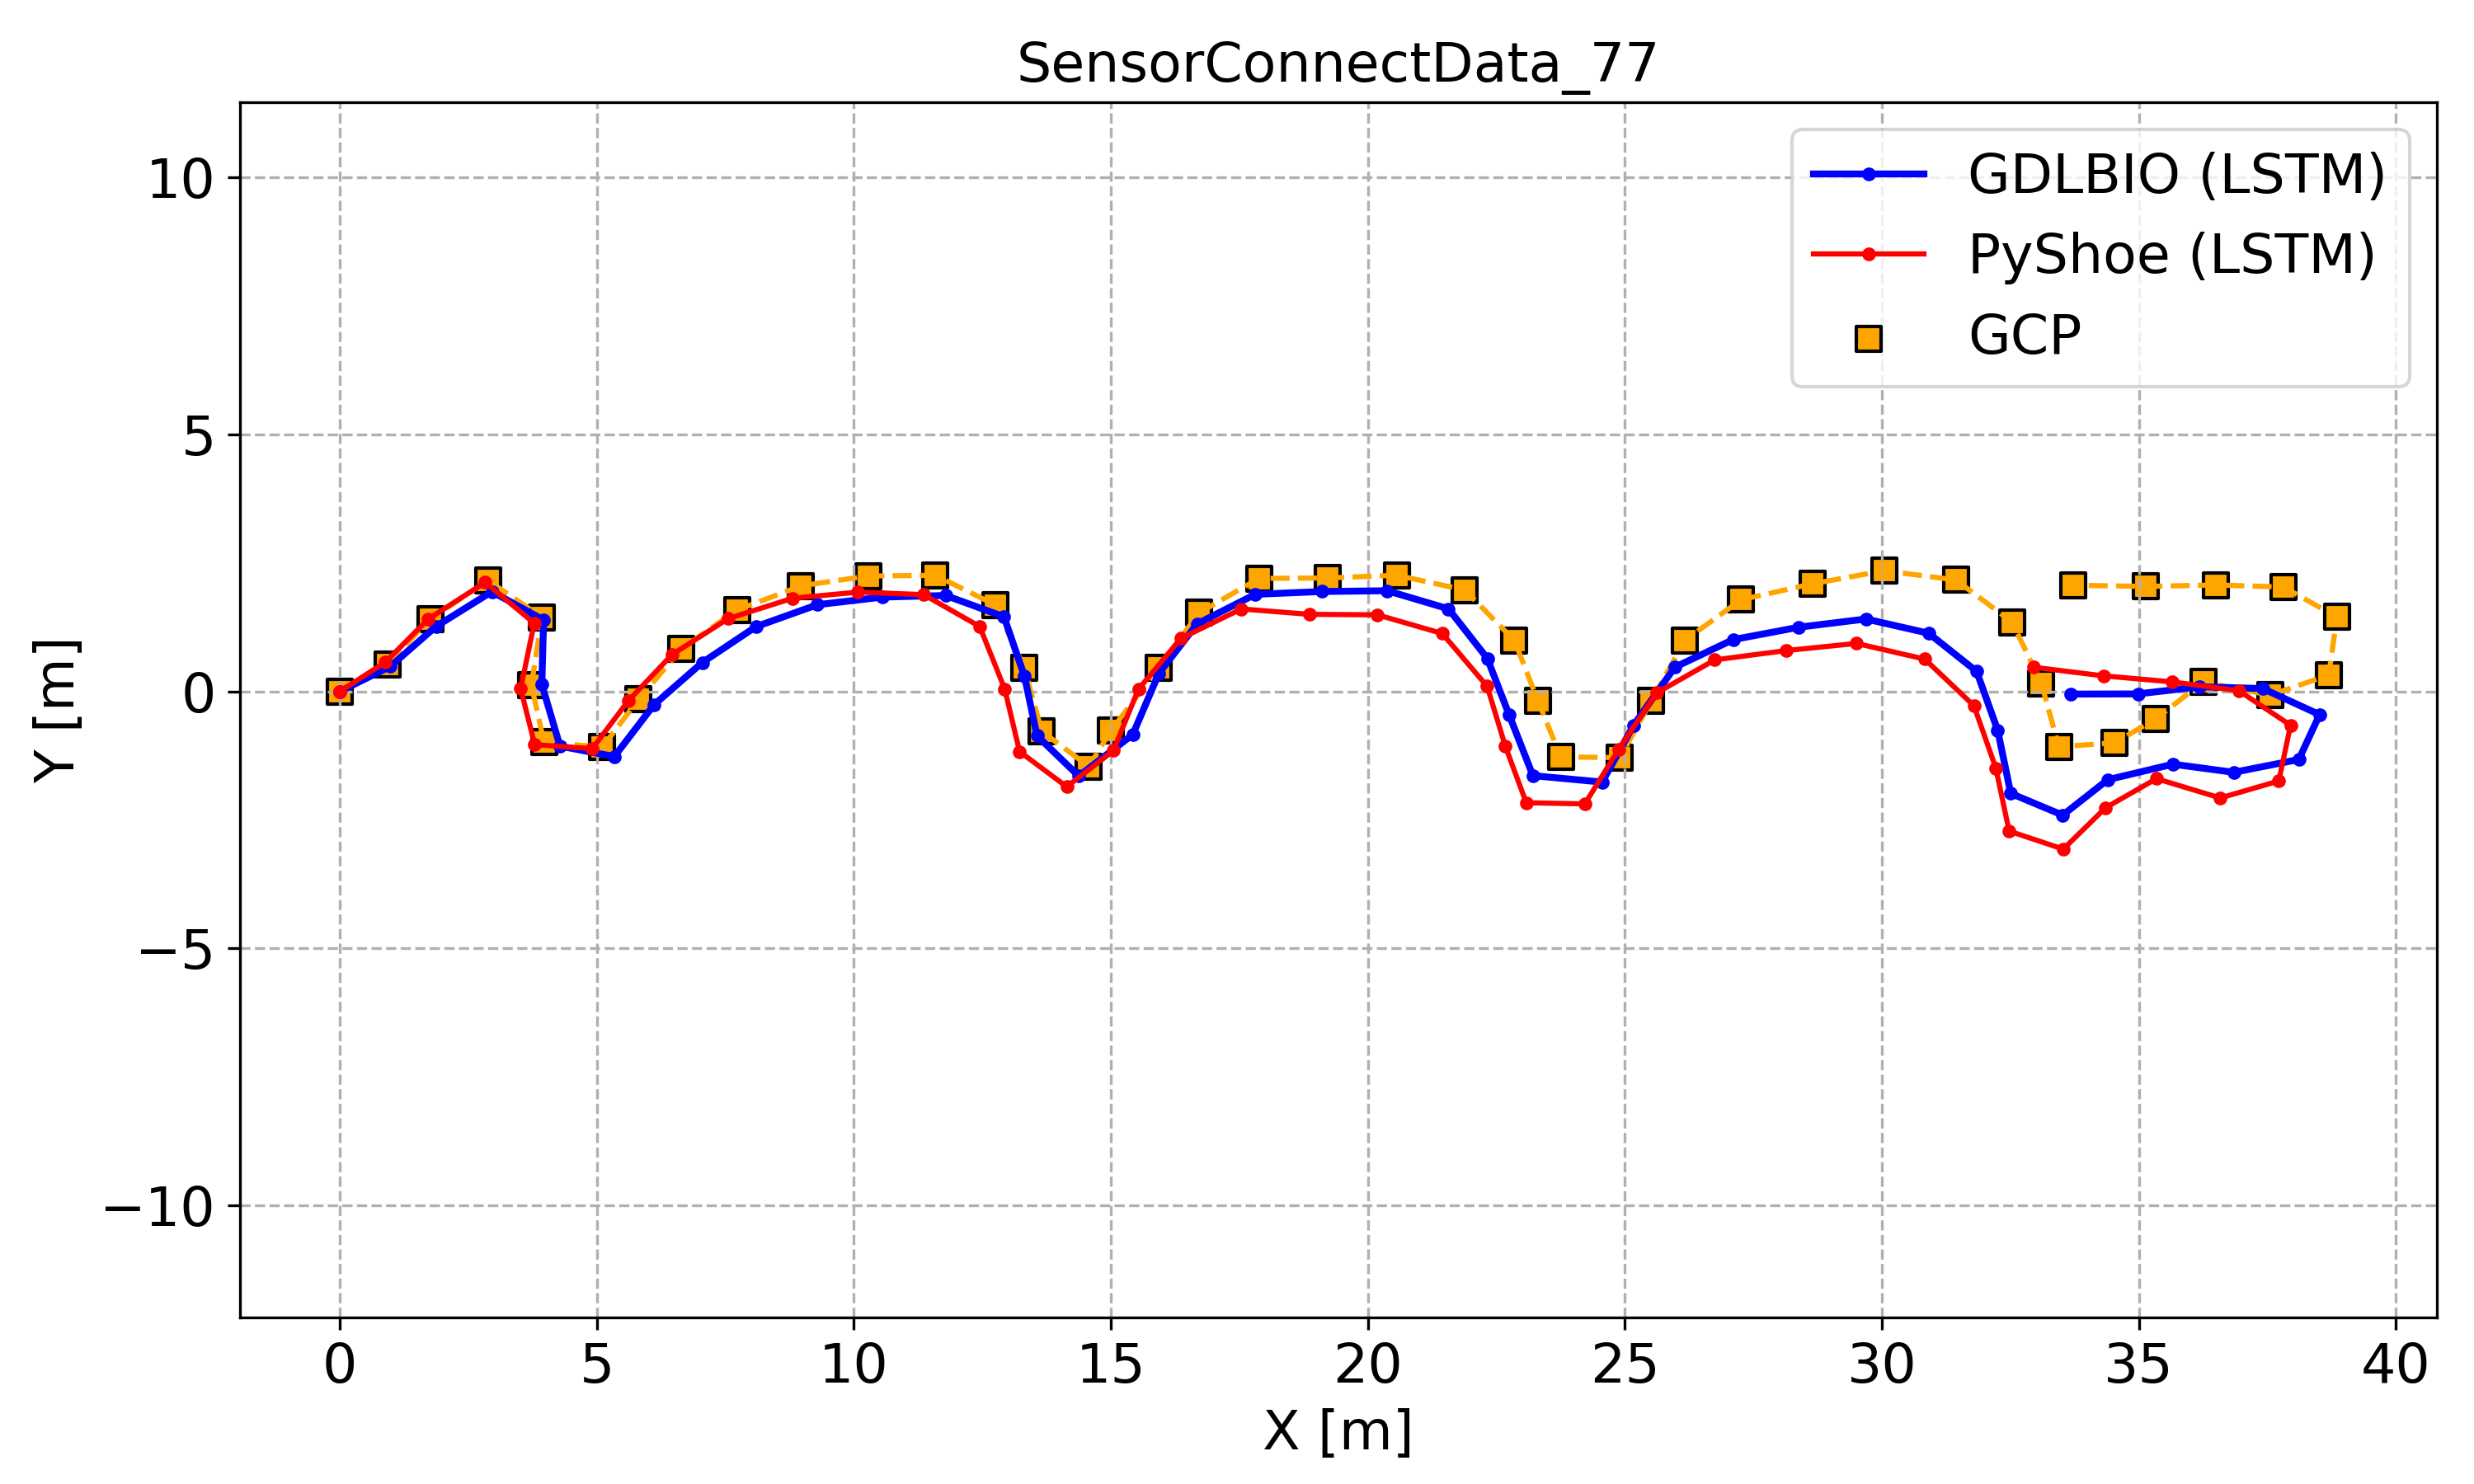 SensorConnectData_77
GDLBIO (LSTM)
PyShoe (LSTM)
GCP
Y [m]
10
5
0
−5
−10
0 5 10 15 20 25 30 35 40
X [m]